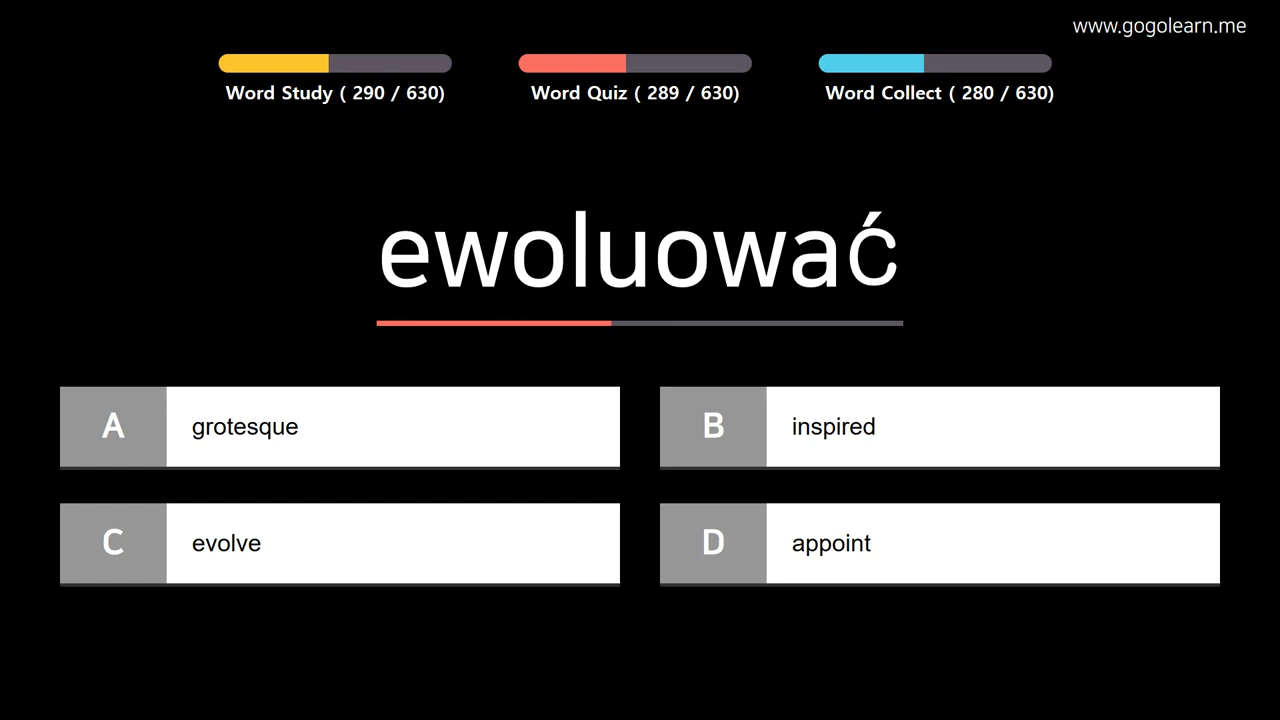 www.gogolearn.me
Word Study ( 290 / 630)
Word Quiz ( 289 / 630)
Word Collect ( 280 / 630)
ewoluować
A grotesque
B inspired
C evolve
D appoint